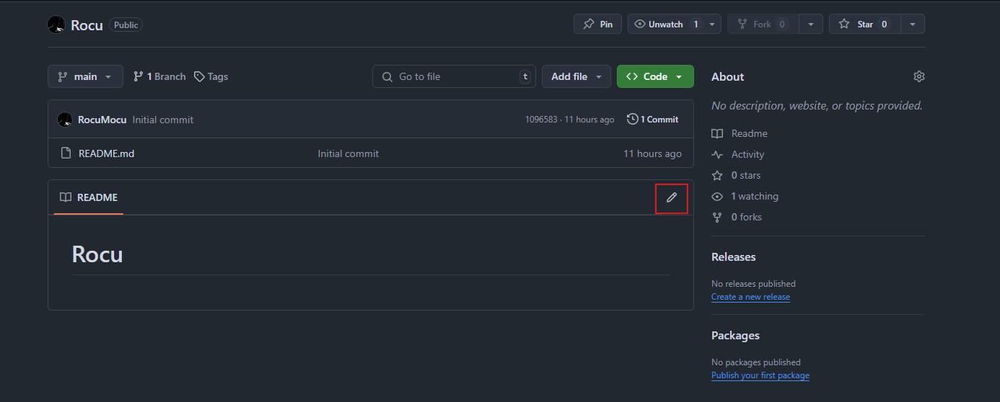 Rocu Public
Pin
Unwatch 1
Fork 0
Star 0
main
1 Branch
Tags
Go to file t
Add file
Code
RocuMocu Initial commit
1096583 · 11 hours ago
1 Commit
README.md
Initial commit
11 hours ago
README
Rocu
About
No description, website, or topics provided.
Readme
Activity
0 stars
1 watching
0 forks
Releases
No releases published
Create a new release
Packages
No packages published
Publish your first package